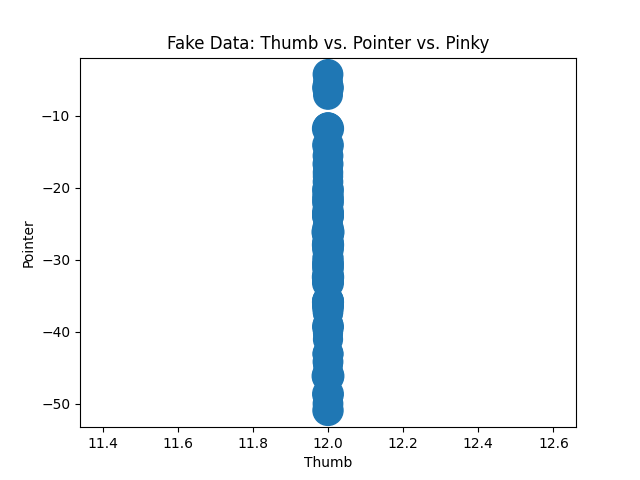 Fake Data: Thumb vs. Pointer vs. Pinky
−10
−20
−30
−40
−50
Pointer
11.4 11.6 11.8 12.0 12.2 12.4 12.6
Thumb